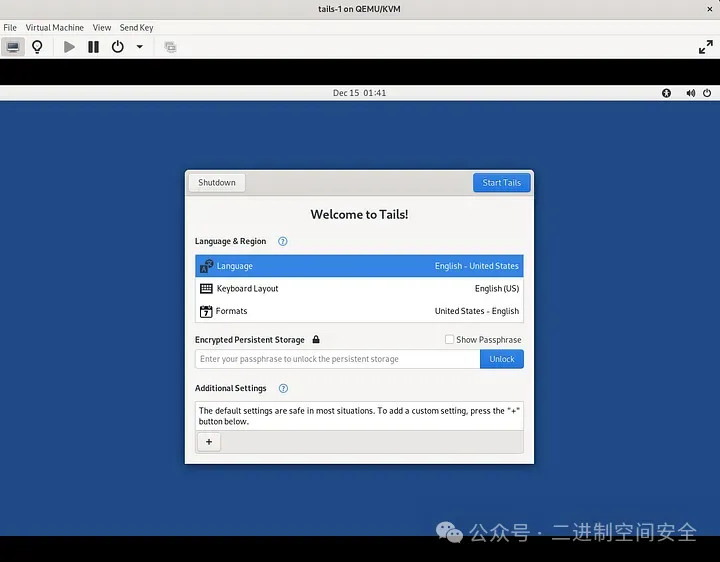 tails-1 on QEMU/KVM
File Virtual Machine View Send Key
Dec 15 01:41
Shutdown Start Tails
Welcome to Tails!
Language & Region ?
Language English - United States
Keyboard Layout English (US)
Formats United States - English
Encrypted Persistent Storage Show Passphrase
Enter your passphrase to unlock the persistent storage Unlock
Additional Settings ?
The default settings are safe in most situations. To add a custom setting, press the "+"
button below.
+
公众号 · 二进制空间安全